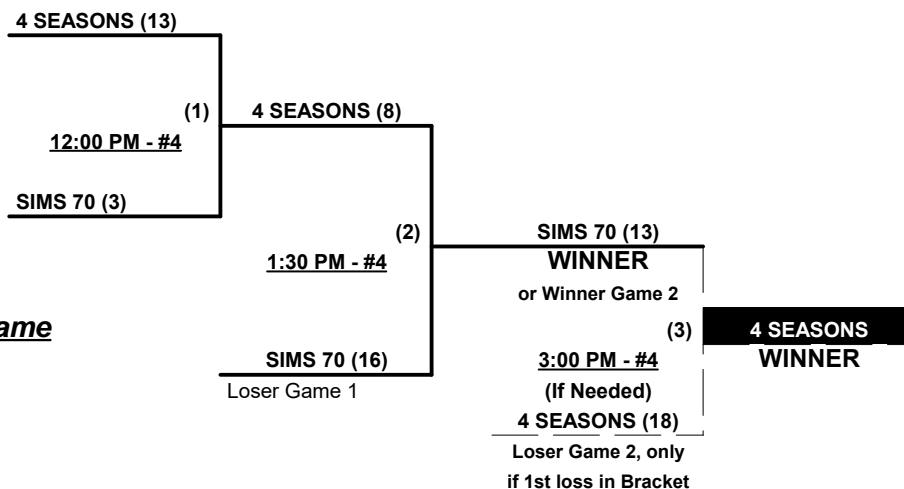 4 SEASONS (13)
(1)
4 SEASONS (8)
12:00 PM - #4
SIMS 70 (3)
(2)
SIMS 70 (13)
1:30 PM - #4
WINNER
or Winner Game 2
ame
(3)
4 SEASONS
SIMS 70 (16)
3:00 PM - #4
WINNER
Loser Game 1
(If Needed)
4 SEASONS (18)
Loser Game 2, only
if 1st loss in Bracket